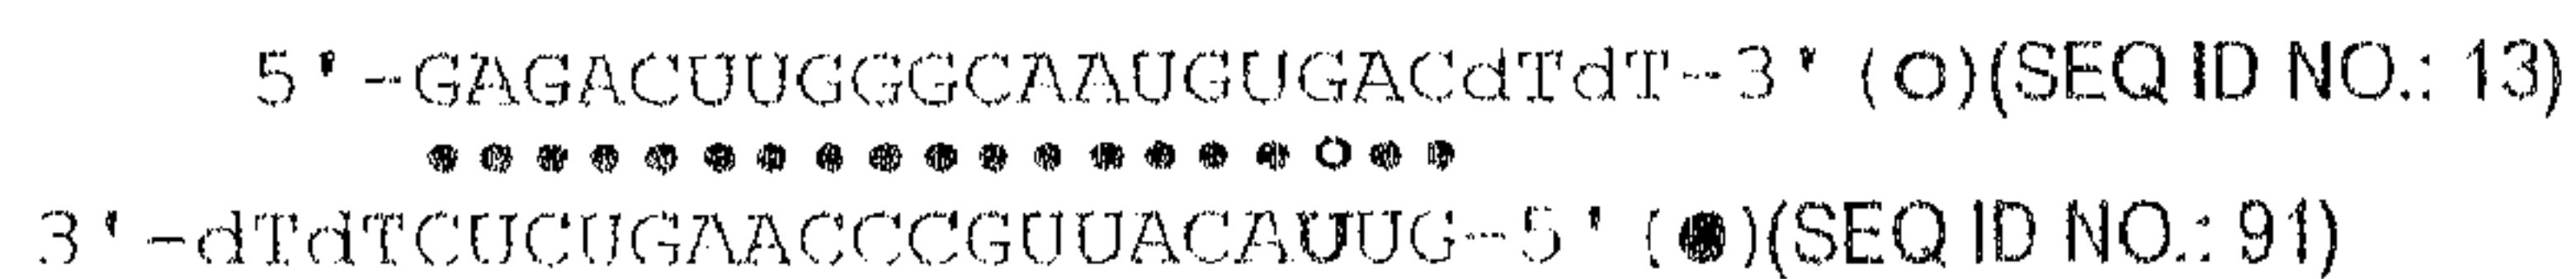 5'-GAGACUUGGGCAAUGUGACdTdT-3' (O)(SEQ ID NO.: 13)
●●●●●●●●●●●●●●●●○●●
3'-dTdTCUCUGAACCCGUUACAUUG-5' (●)(SEQ ID NO.: 91)